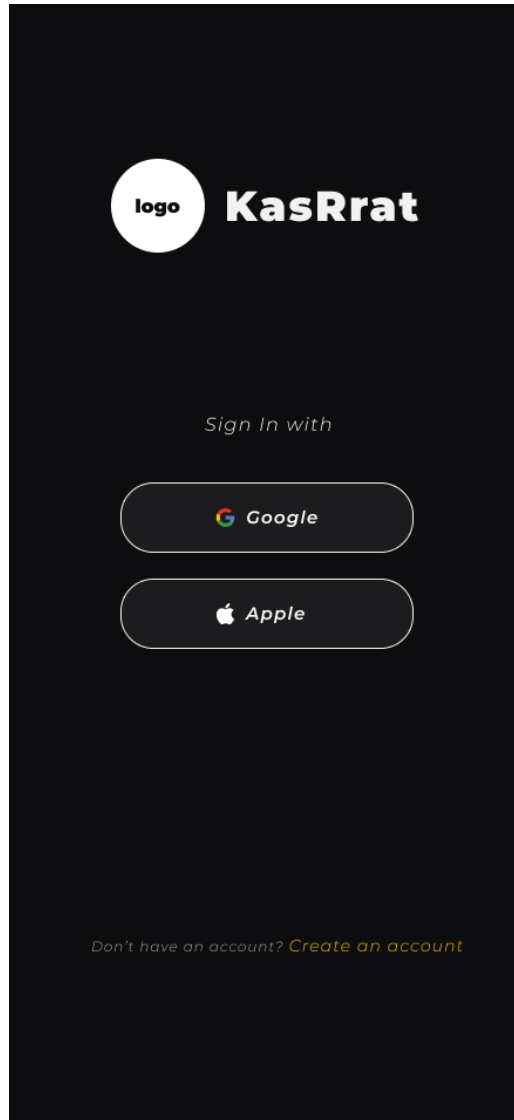 logo KasRrat
Sign In with
Google
Apple
Don't have an account? Create an account